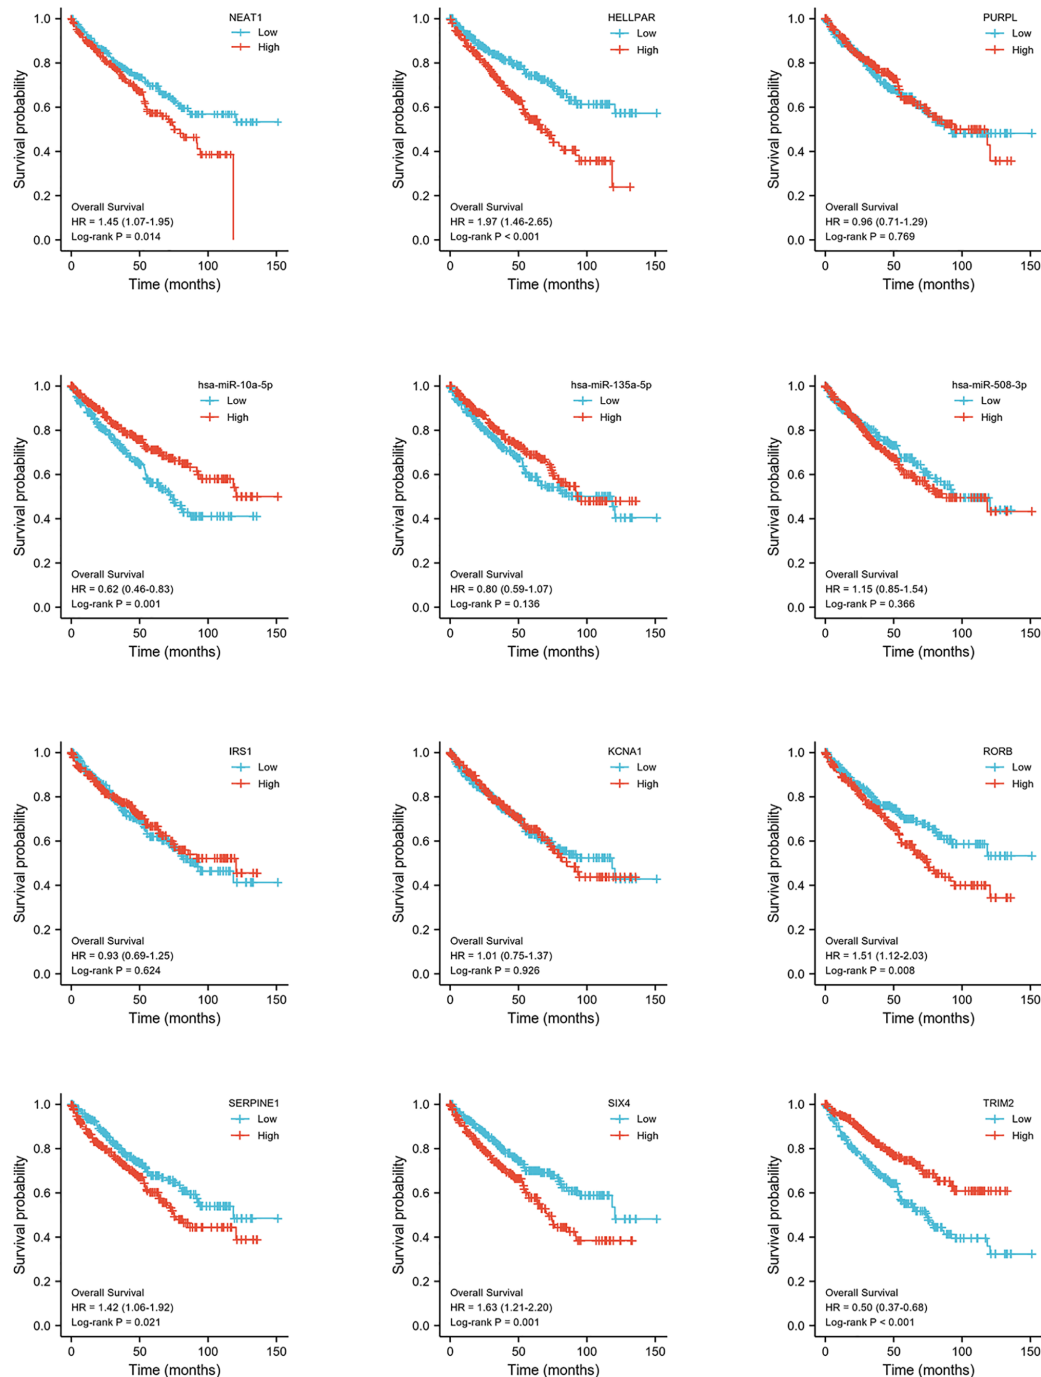 NEAT1
Low
High
Survival probability
1.0
0.8
0.6
0.4
0.2
0.0
Overall Survival
HR = 1.45 (1.07-1.95)
Log-rank P = 0.014
0 50 100 150
Time (months)
HELLPAR
Low
High
Survival probability
1.0
0.8
0.6
0.4
0.2
0.0
Overall Survival
HR = 1.97 (1.46-2.65)
Log-rank P < 0.001
0 50 100 150
Time (months)
PURPL
Low
High
Survival probability
1.0
0.8
0.6
0.4
0.2
0.0
Overall Survival
HR = 0.96 (0.71-1.29)
Log-rank P = 0.769
0 50 100 150
Time (months)
hsa-miR-10a-5p
Low
High
Survival probability
1.0
0.8
0.6
0.4
0.2
0.0
Overall Survival
HR = 0.62 (0.46-0.83)
Log-rank P = 0.001
0 50 100 150
Time (months)
hsa-miR-135a-5p
Low
High
Survival probability
1.0
0.8
0.6
0.4
0.2
0.0
Overall Survival
HR = 0.80 (0.59-1.07)
Log-rank P = 0.136
0 50 100 150
Time (months)
hsa-miR-508-3p
Low
High
Survival probability
1.0
0.8
0.6
0.4
0.2
0.0
Overall Survival
HR = 1.15 (0.85-1.54)
Log-rank P = 0.366
0 50 100 150
Time (months)
IRS1
Low
High
Survival probability
1.0
0.8
0.6
0.4
0.2
0.0
Overall Survival
HR = 0.93 (0.69-1.25)
Log-rank P = 0.624
0 50 100 150
Time (months)
KCNA1
Low
High
Survival probability
1.0
0.8
0.6
0.4
0.2
0.0
Overall Survival
HR = 1.01 (0.75-1.37)
Log-rank P = 0.926
0 50 100 150
Time (months)
RORB
Low
High
Survival probability
1.0
0.8
0.6
0.4
0.2
0.0
Overall Survival
HR = 1.51 (1.12-2.03)
Log-rank P = 0.008
0 50 100 150
Time (months)
SERPINE1
Low
High
Survival probability
1.0
0.8
0.6
0.4
0.2
0.0
Overall Survival
HR = 1.42 (1.06-1.92)
Log-rank P = 0.021
0 50 100 150
Time (months)
SIX4
Low
High
Survival probability
1.0
0.8
0.6
0.4
0.2
0.0
Overall Survival
HR = 1.63 (1.21-2.20)
Log-rank P = 0.001
0 50 100 150
Time (months)
TRIM2
Low
High
Survival probability
1.0
0.8
0.6
0.4
0.2
0.0
Overall Survival
HR = 0.50 (0.37-0.68)
Log-rank P < 0.001
0 50 100 150
Time (months)